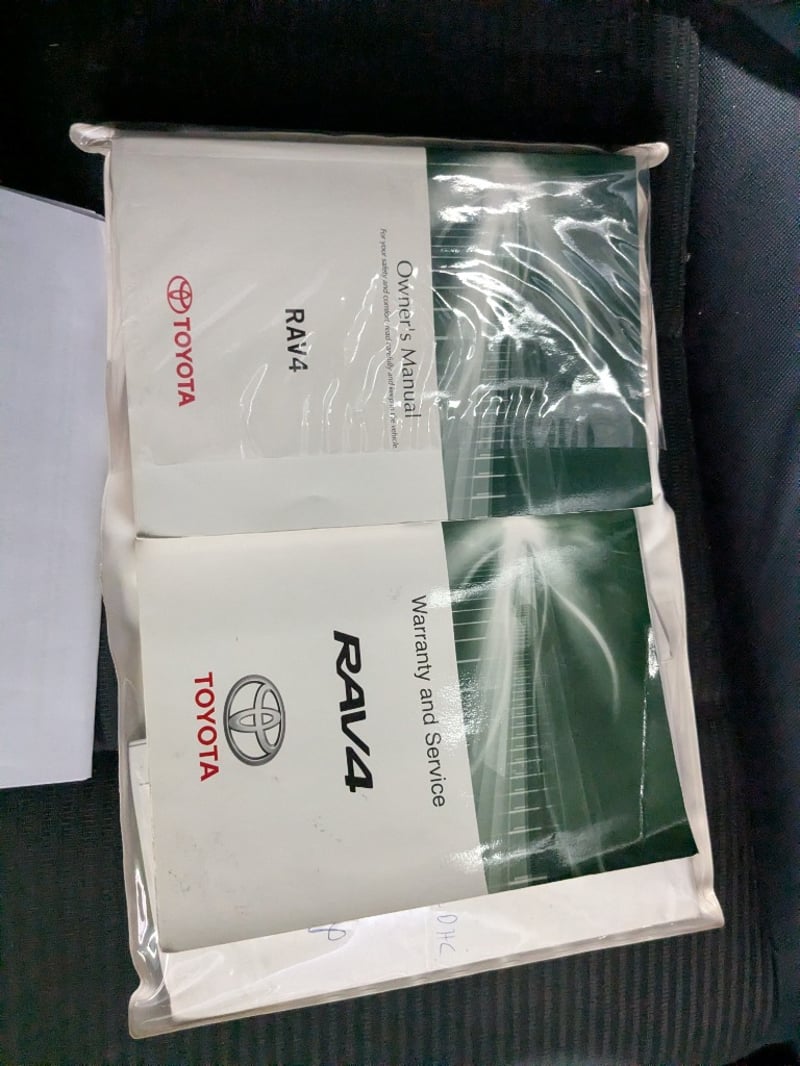 Owner's Manual
For your safety and comfort, read carefully and keep in the vehicle.
RAV4
TOYOTA
Warranty and Service
RAV4
TOYOTA